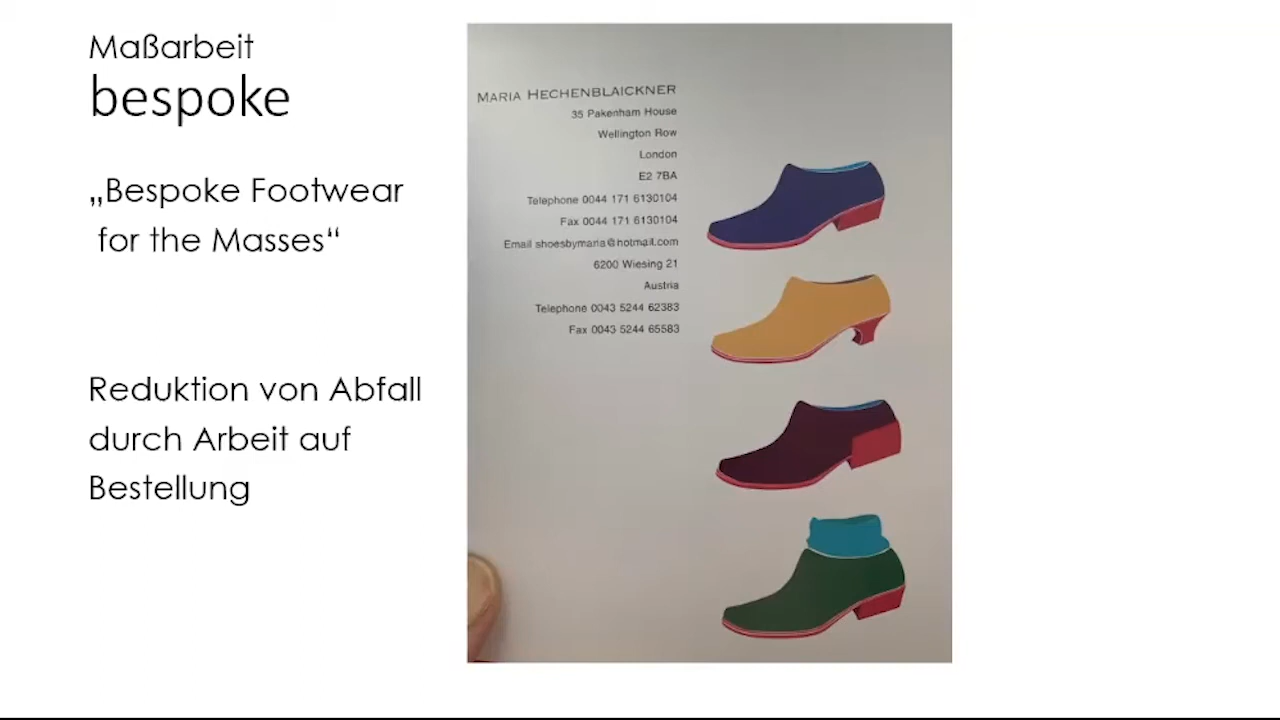 Maßarbeit
bespoke
„Bespoke Footwear
for the Masses“
Reduktion von Abfall
durch Arbeit auf
Bestellung
MARIA HECHENBLAICKNER
35 Pakenham House
Wellington Row
London
E2 7BA
Telephone 0044 171 6130104
Fax 0044 171 6130104
Email shoesbymaria@hotmail.com
6200 Wiesing 21
Austria
Telephone 0043 5244 62383
Fax 0043 5244 65583